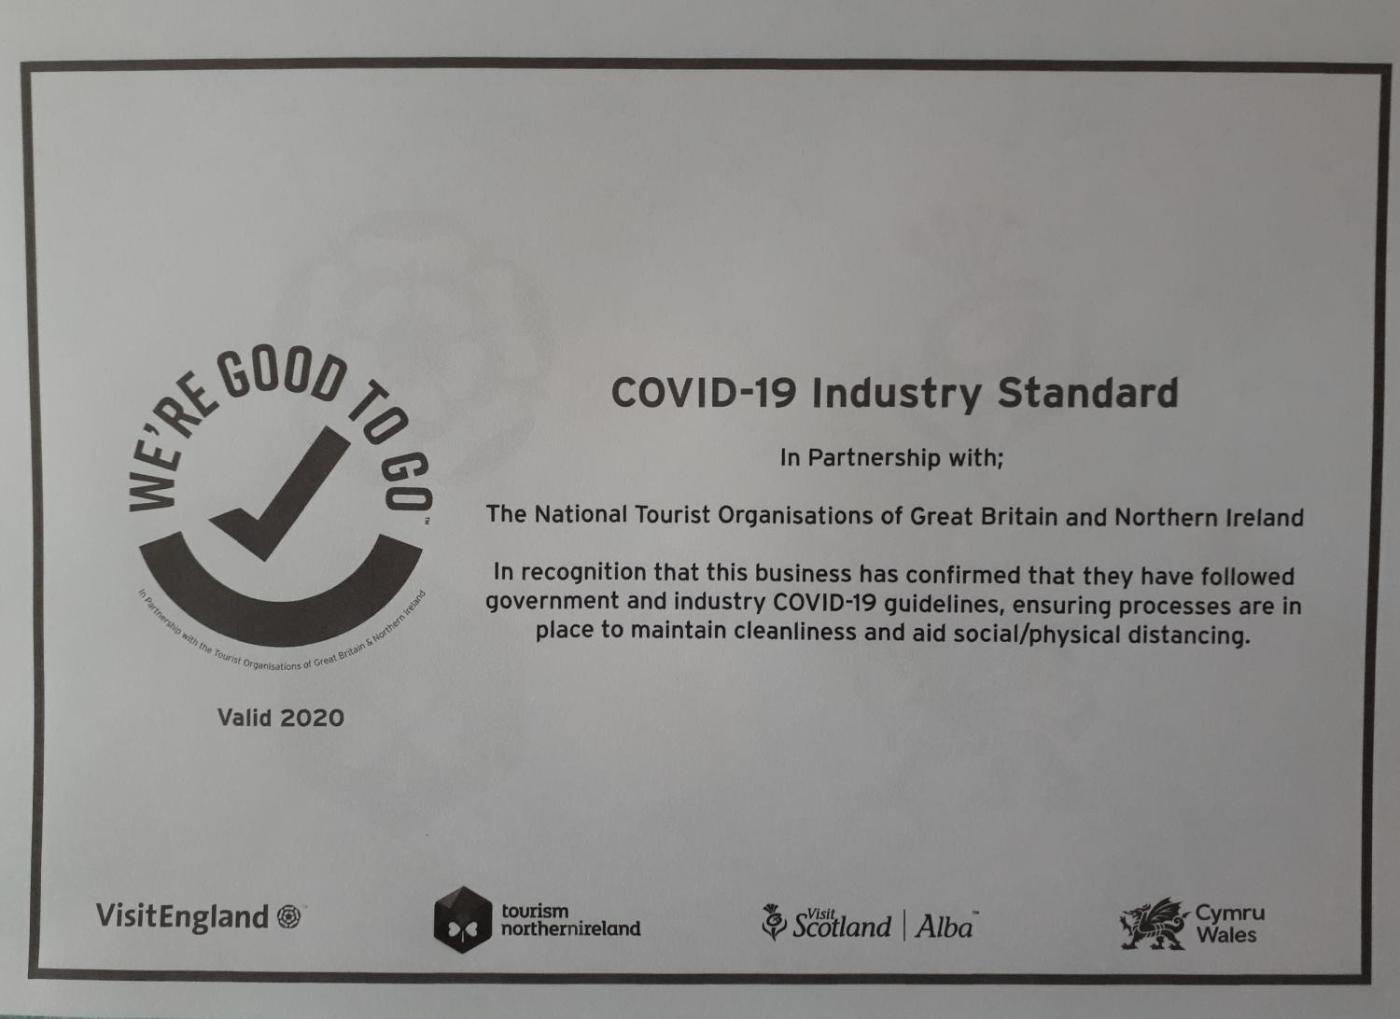 WE'RE GOOD TO GO™
In Partnership with the Tourist Organisations of Great Britain & Northern Ireland
Valid 2020
COVID-19 Industry Standard
In Partnership with;
The National Tourist Organisations of Great Britain and Northern Ireland
In recognition that this business has confirmed that they have followed
government and industry COVID-19 guidelines, ensuring processes are in
place to maintain cleanliness and aid social/physical distancing.
VisitEngland
tourism
northernireland
Visit
Scotland | Alba™
Cymru
Wales